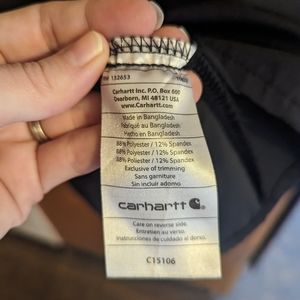 132653
Carhartt Inc. P.O. Box 600
Dearborn, MI 48121 USA
www.Carhartt.com
Made in Bangladesh
Fabriqué au Bangladesh
Hecho en Bangladesh
88% Polyester / 12% Spandex
88% Polyester / 12% Spandex
88% Polyester / 12% Spandex
Exclusive of trimming
Sans garniture
Sin incluir adorno
carhartt
Care on reverse side.
Entretien au verso.
Instrucciones de cuidado al dorso.
C15106